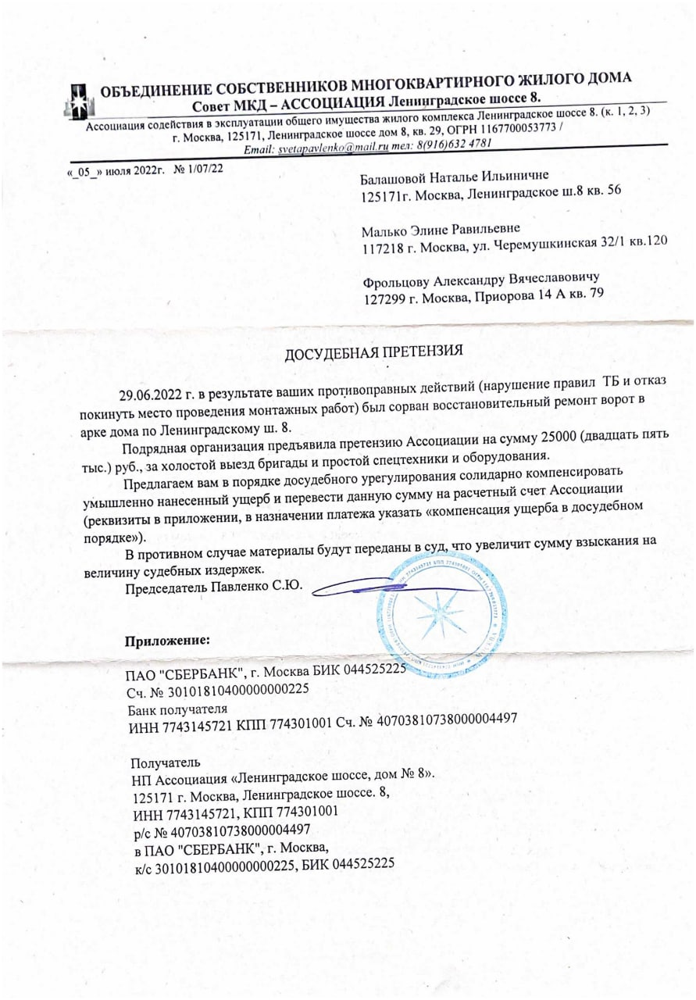 ОБЪЕДИНЕНИЕ СОБСТВЕННИКОВ МНОГОКВАРТИРНОГО ЖИЛОГО ДОМА
Совет МКД – АССОЦИАЦИЯ Ленинградское шоссе 8.
Ассоциация содействия в эксплуатации общего имущества жилого комплекса Ленинградское шоссе 8. (к. 1, 2, 3)
г. Москва, 125171, Ленинградское шоссе дом 8, кв. 29, ОГРН 1167700053773 /
Email: svetapavlenko@mail.ru тел: 8(916)632 4781
«_05_» июля 2022г. № 1/07/22
Балашовой Наталье Ильиничне
125171г. Москва, Ленинградское ш.8 кв. 56
Малько Элине Равильевне
117218 г. Москва, ул. Черемушкинская 32/1 кв.120
Фрольцову Александру Вячеславовичу
127299 г. Москва, Приорова 14 А кв. 79
ДОСУДЕБНАЯ ПРЕТЕНЗИЯ
29.06.2022 г. в результате ваших противоправных действий (нарушение правил ТБ и отказ
покинуть место проведения монтажных работ) был сорван восстановительный ремонт ворот в
арке дома по Ленинградскому ш. 8.
Подрядная организация предъявила претензию Ассоциации на сумму 25000 (двадцать пять
тыс.) руб., за холостой выезд бригады и простой спецтехники и оборудования.
Предлагаем вам в порядке досудебного урегулирования солидарно компенсировать
умышленно нанесенный ущерб и перевести данную сумму на расчетный счет Ассоциации
(реквизиты в приложении, в назначении платежа указать «компенсация ущерба в досудебном
порядке»).
В противном случае материалы будут переданы в суд, что увеличит сумму взыскания на
величину судебных издержек.
Председатель Павленко С.Ю.
Приложение:
ПАО "СБЕРБАНК", г. Москва БИК 044525225
Сч. № 30101810400000000225
Банк получателя
ИНН 7743145721 КПП 774301001 Сч. № 40703810738000004497
Получатель
НП Ассоциация «Ленинградское шоссе, дом № 8».
125171 г. Москва, Ленинградское шоссе. 8,
ИНН 7743145721, КПП 774301001
р/с № 40703810738000004497
в ПАО "СБЕРБАНК", г. Москва,
к/с 30101810400000000225, БИК 044525225